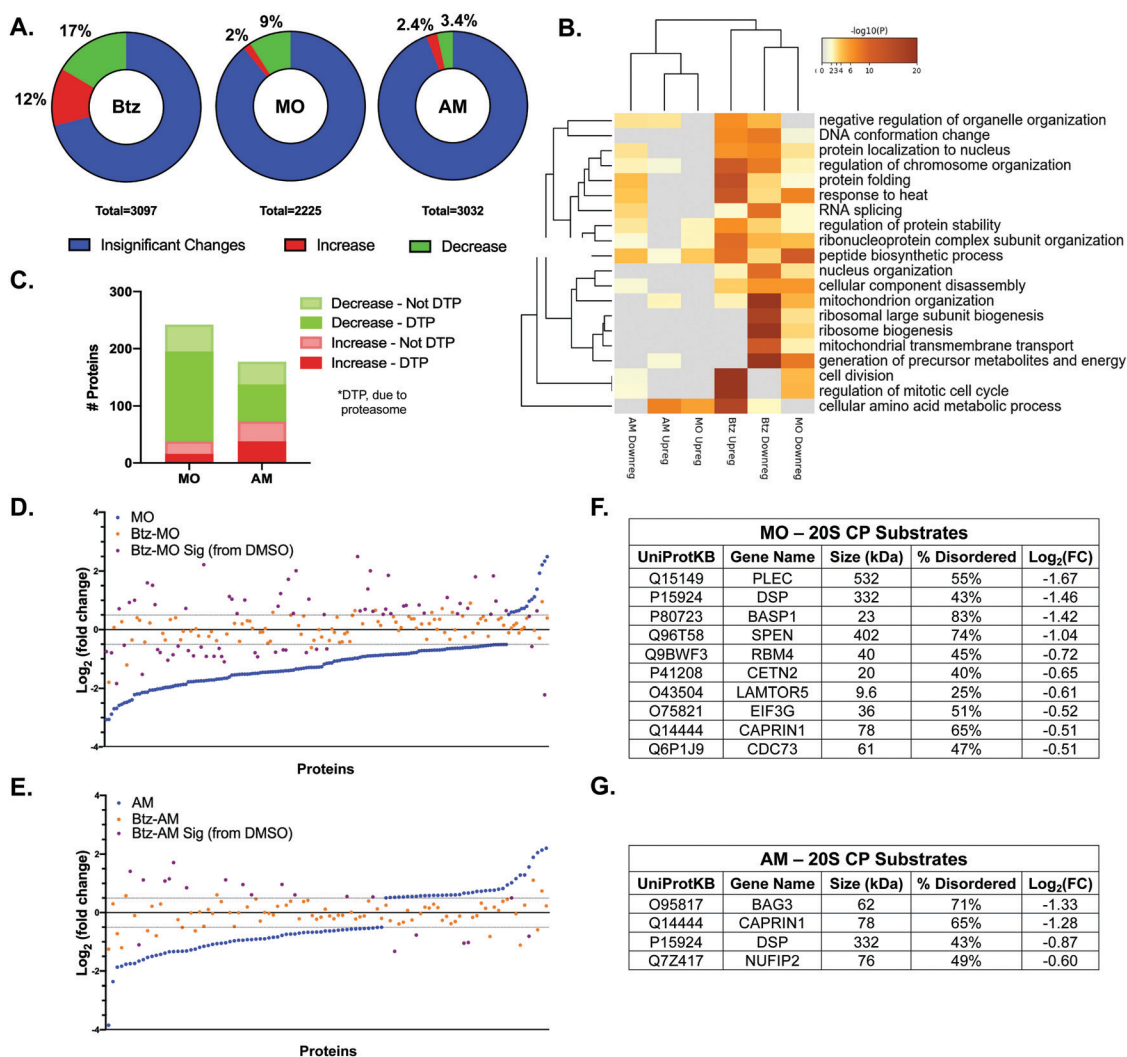 A.
17%
12%
Btz
Total=3097
9%
2%
MO
Total=2225
2.4%
3.4%
AM
Total=3032
Insignificant Changes
Increase
Decrease
B.
-log10(P)
0 2 3 4 6 10 20
negative regulation of organelle organization
DNA conformation change
protein localization to nucleus
regulation of chromosome organization
protein folding
response to heat
RNA splicing
regulation of protein stability
ribonucleoprotein complex subunit organization
peptide biosynthetic process
nucleus organization
cellular component disassembly
mitochondrion organization
ribosomal large subunit biogenesis
ribosome biogenesis
mitochondrial transmembrane transport
generation of precursor metabolites and energy
cell division
regulation of mitotic cell cycle
cellular amino acid metabolic process
AM Downreg
AM Upreg
MO Upreg
Btz Upreg
Btz Downreg
MO Downreg
C.
# Proteins
300
200
100
0
MO AM
Decrease - Not DTP
Decrease - DTP
Increase - Not DTP
Increase - DTP
*DTP, due to
proteasome
D.
MO
Btz-MO
Btz-MO Sig (from DMSO)
Log2 (fold change)
4
2
0
-2
-4
Proteins
E.
AM
Btz-AM
Btz-AM Sig (from DMSO)
Log2 (fold change)
4
2
0
-2
-4
Proteins
F.
MO – 20S CP Substrates
UniProtKB Gene Name Size (kDa) % Disordered Log2(FC)
Q15149 PLEC 532 55% -1.67
P15924 DSP 332 43% -1.46
P80723 BASP1 23 83% -1.42
Q96T58 SPEN 402 74% -1.04
Q9BWF3 RBM4 40 45% -0.72
P41208 CETN2 20 40% -0.65
O43504 LAMTOR5 9.6 25% -0.61
O75821 EIF3G 36 51% -0.52
Q14444 CAPRIN1 78 65% -0.51
Q6P1J9 CDC73 61 47% -0.51
G.
AM – 20S CP Substrates
UniProtKB Gene Name Size (kDa) % Disordered Log2(FC)
O95817 BAG3 62 71% -1.33
Q14444 CAPRIN1 78 65% -1.28
P15924 DSP 332 43% -0.87
Q7Z417 NUFIP2 76 49% -0.60